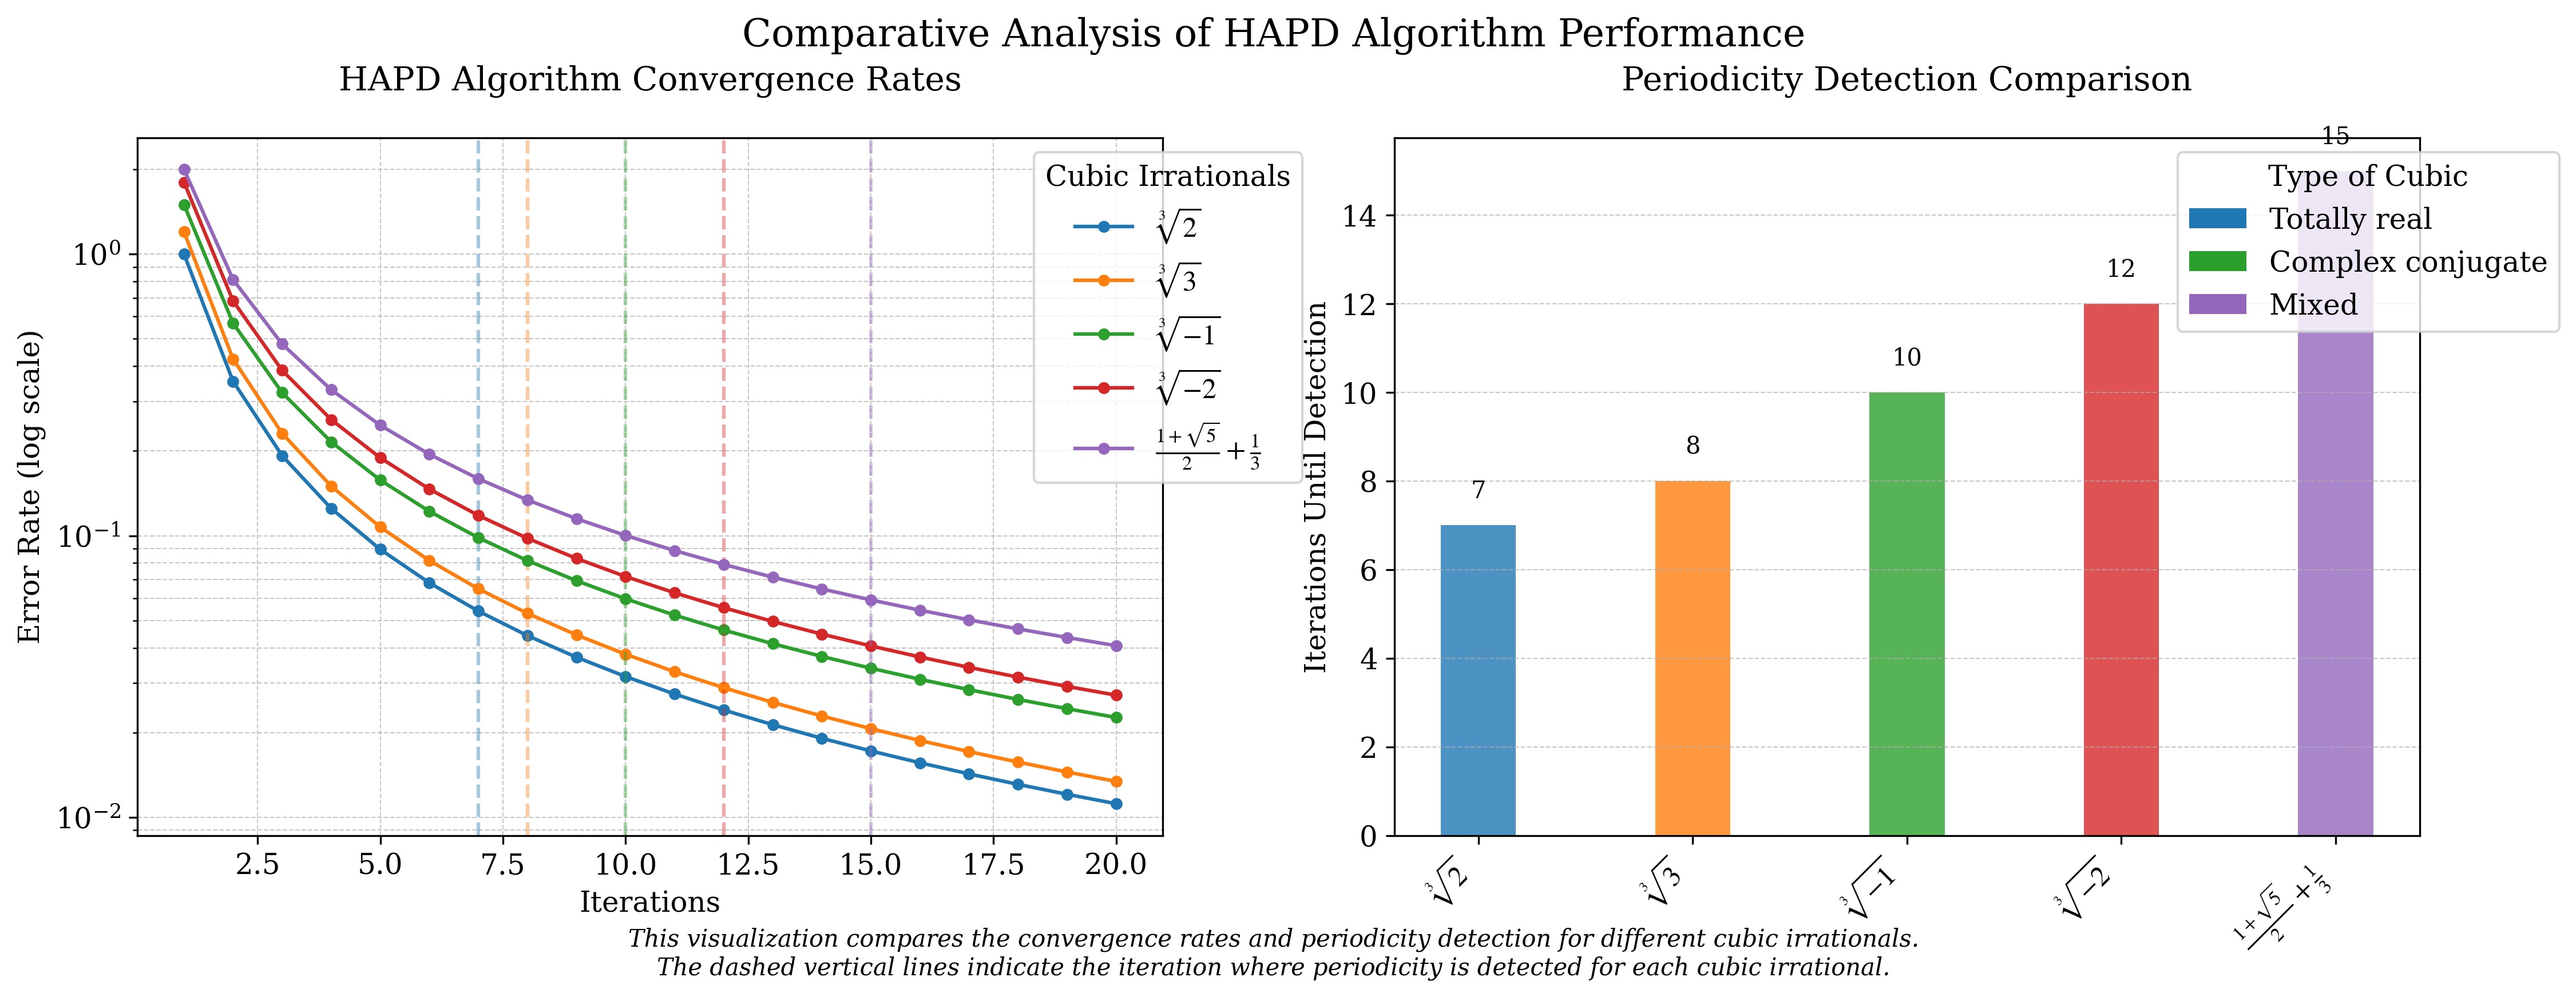 Comparative Analysis of HAPD Algorithm Performance
HAPD Algorithm Convergence Rates
Error Rate (log scale)
10⁰
10⁻¹
10⁻²
2.5 5.0 7.5 10.0 12.5 15.0 17.5 20.0
Iterations
Cubic Irrationals
∛2
∛3
∛−1
∛−2
(1+√5)/2 + 1/3
Periodicity Detection Comparison
Iterations Until Detection
14
12
10
8
6
4
2
0
7
8
10
12
15
Type of Cubic
Totally real
Complex conjugate
Mixed
∛2 ∛3 ∛−1 ∛−2 (1+√5)/2 + 1/3
This visualization compares the convergence rates and periodicity detection for different cubic irrationals.
The dashed vertical lines indicate the iteration where periodicity is detected for each cubic irrational.